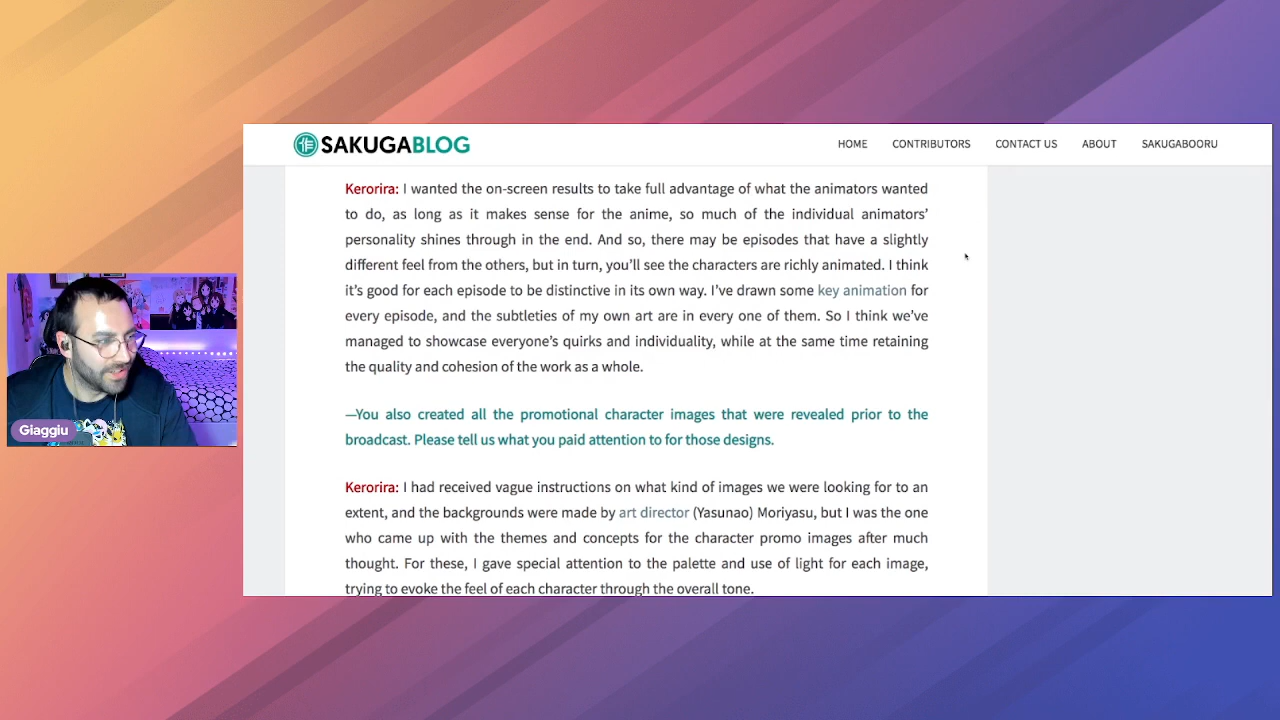 SAKUGABLOG
HOME CONTRIBUTORS CONTACT US ABOUT SAKUGABOORU
Kerorira: I wanted the on-screen results to take full advantage of what the animators wanted
to do, as long as it makes sense for the anime, so much of the individual animators’
personality shines through in the end. And so, there may be episodes that have a slightly
different feel from the others, but in turn, you’ll see the characters are richly animated. I think
it’s good for each episode to be distinctive in its own way. I’ve drawn some key animation for
every episode, and the subtleties of my own art are in every one of them. So I think we’ve
managed to showcase everyone’s quirks and individuality, while at the same time retaining
the quality and cohesion of the work as a whole.
—You also created all the promotional character images that were revealed prior to the
broadcast. Please tell us what you paid attention to for those designs.
Kerorira: I had received vague instructions on what kind of images we were looking for to an
extent, and the backgrounds were made by art director (Yasunao) Moriyasu, but I was the one
who came up with the themes and concepts for the character promo images after much
thought. For these, I gave special attention to the palette and use of light for each image,
trying to evoke the feel of each character through the overall tone.
Giaggiu